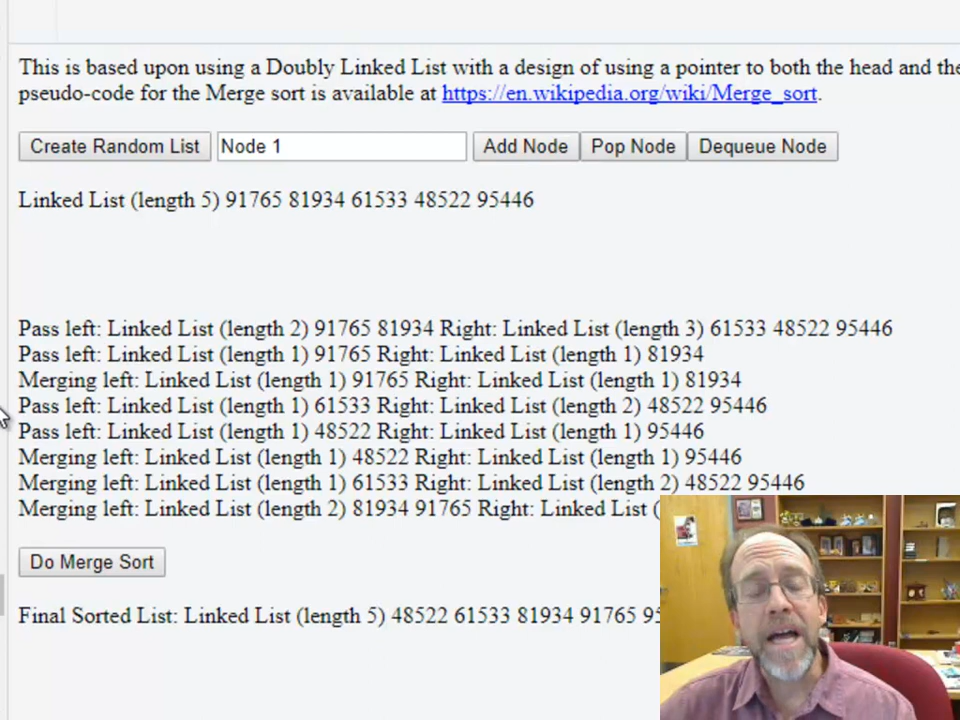 This is based upon using a Doubly Linked List with a design of using a pointer to both the head and the
pseudo-code for the Merge sort is available at https://en.wikipedia.org/wiki/Merge_sort.
Create Random List Node 1 Add Node Pop Node Dequeue Node
Linked List (length 5) 91765 81934 61533 48522 95446
Pass left: Linked List (length 2) 91765 81934 Right: Linked List (length 3) 61533 48522 95446
Pass left: Linked List (length 1) 91765 Right: Linked List (length 1) 81934
Merging left: Linked List (length 1) 91765 Right: Linked List (length 1) 81934
Pass left: Linked List (length 1) 61533 Right: Linked List (length 2) 48522 95446
Pass left: Linked List (length 1) 48522 Right: Linked List (length 1) 95446
Merging left: Linked List (length 1) 48522 Right: Linked List (length 1) 95446
Merging left: Linked List (length 1) 61533 Right: Linked List (length 2) 48522 95446
Merging left: Linked List (length 2) 81934 91765 Right: Linked List (
Do Merge Sort
Final Sorted List: Linked List (length 5) 48522 61533 81934 91765 95